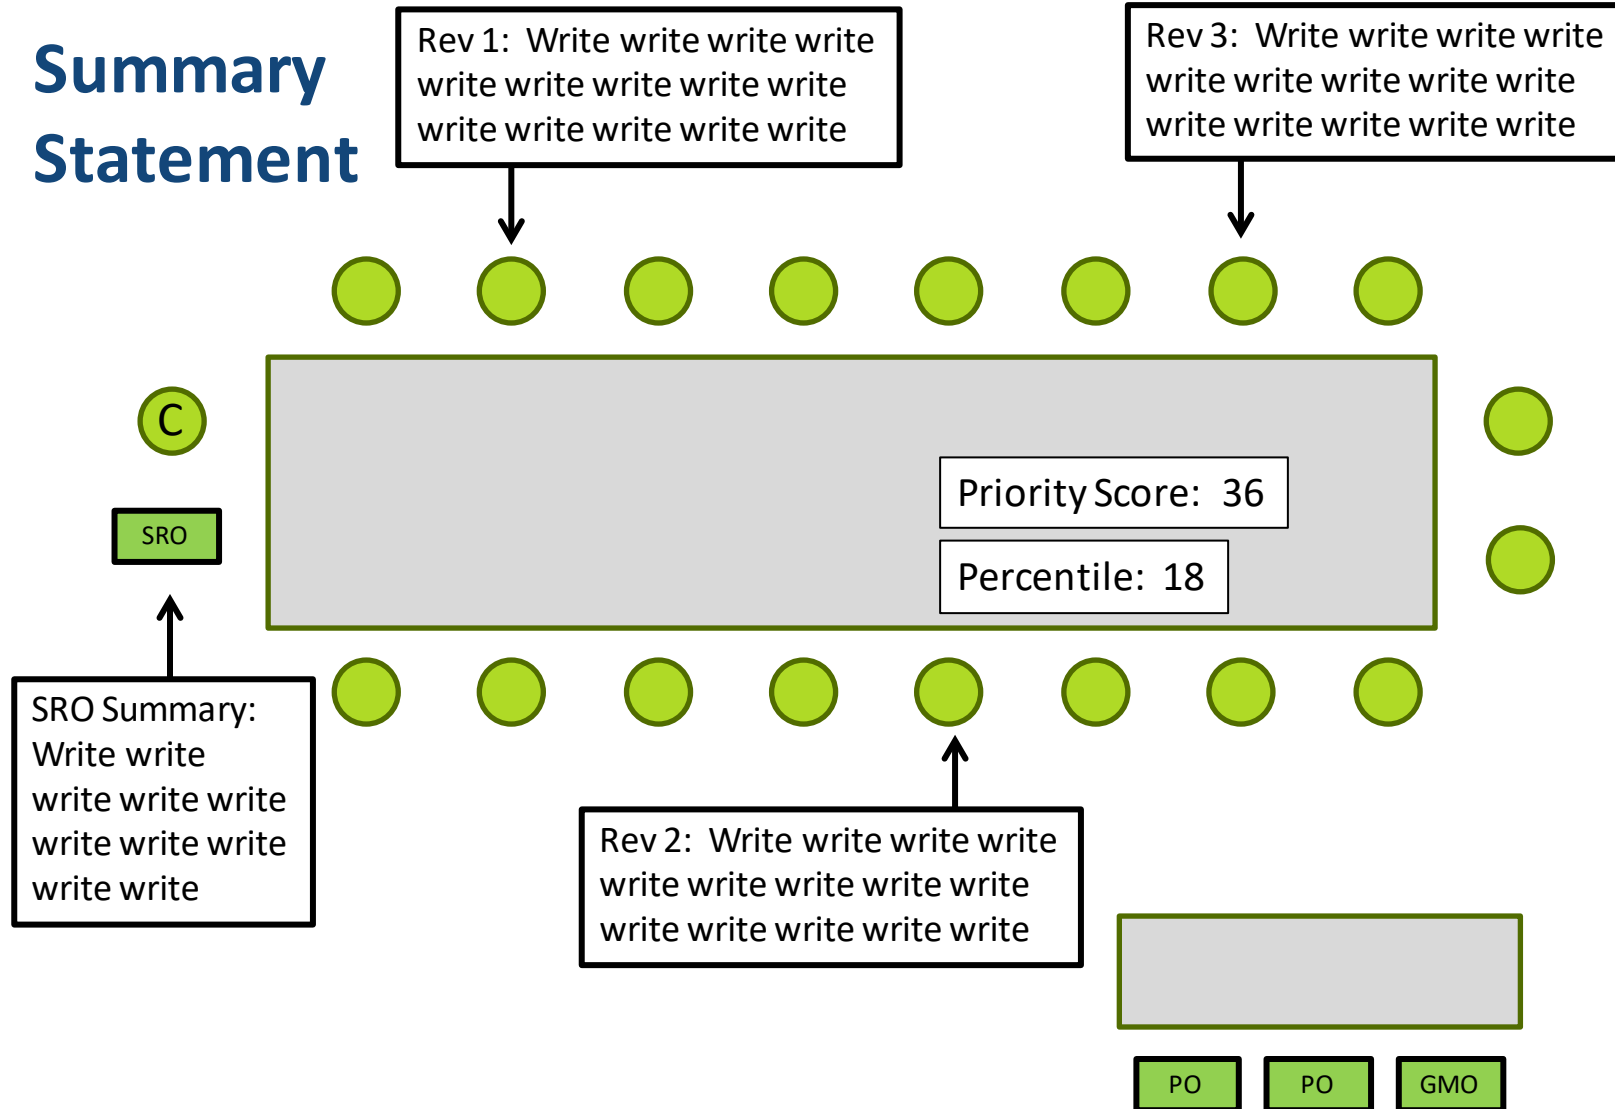 Summary
Statement
Rev 1:  Write write write write
write write write write write
write write write write write
Rev 3:  Write write write write
write write write write write
write write write write write
C
SRO
Priority Score:  36
Percentile:  18
SRO Summary:
Write write
write write write
write write write
write write
Rev 2:  Write write write write
write write write write write
write write write write write
PO
PO
GMO